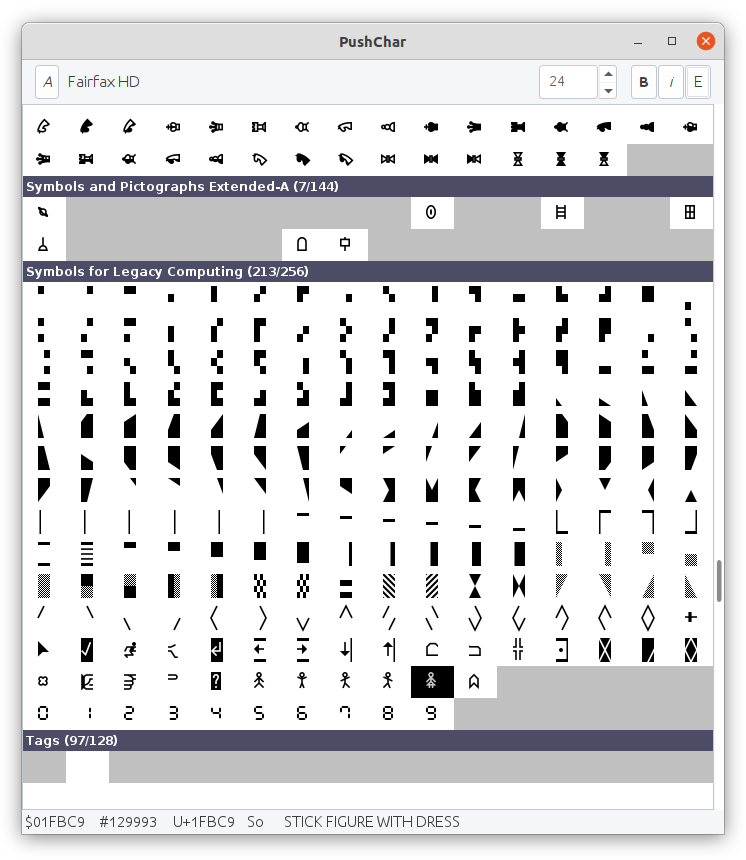 PushChar
A Fairfax HD 24 B i E
Symbols and Pictographs Extended-A (7/144)
Symbols for Legacy Computing (213/256)
0 1 2 3 4 5 6 7 8 9
Tags (97/128)
$01FBC9 #129993 U+1FBC9 So STICK FIGURE WITH DRESS